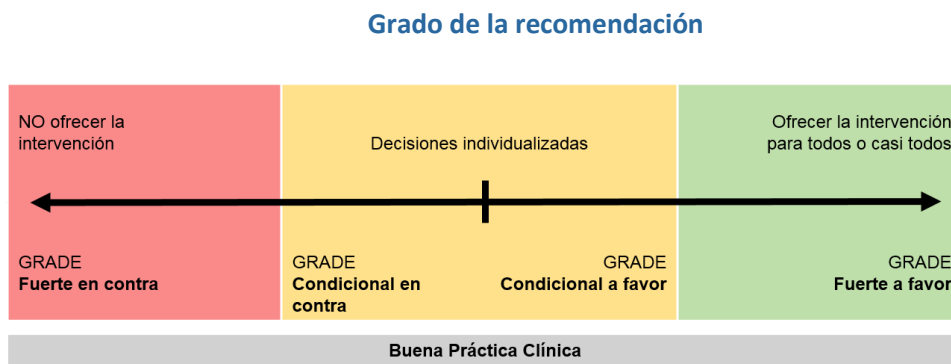 Grado de la recomendación
NO ofrecer la
intervención
Decisiones individualizadas
Ofrecer la intervención
para todos o casi todos
GRADE
Fuerte en contra
GRADE
Condicional en
contra
GRADE
Condicional a favor
GRADE
Fuerte a favor
Buena Práctica Clínica